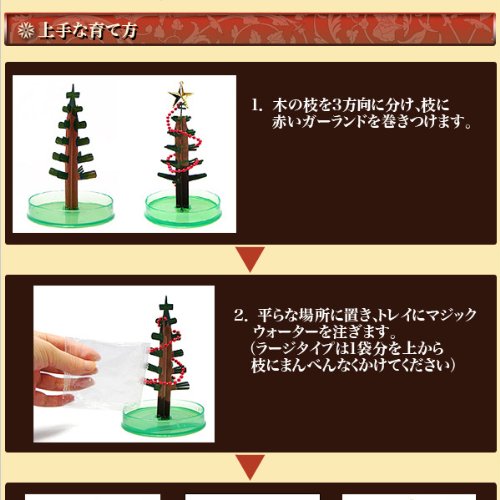 上手な育て方
1. 木の枝を3方向に分け、枝に
赤いガーランドを巻きつけます。
2. 平らな場所に置き、トレイにマジック
ウォーターを注ぎます。
(ラージタイプは1袋分を上から
枝にまんべんなくかけてください)